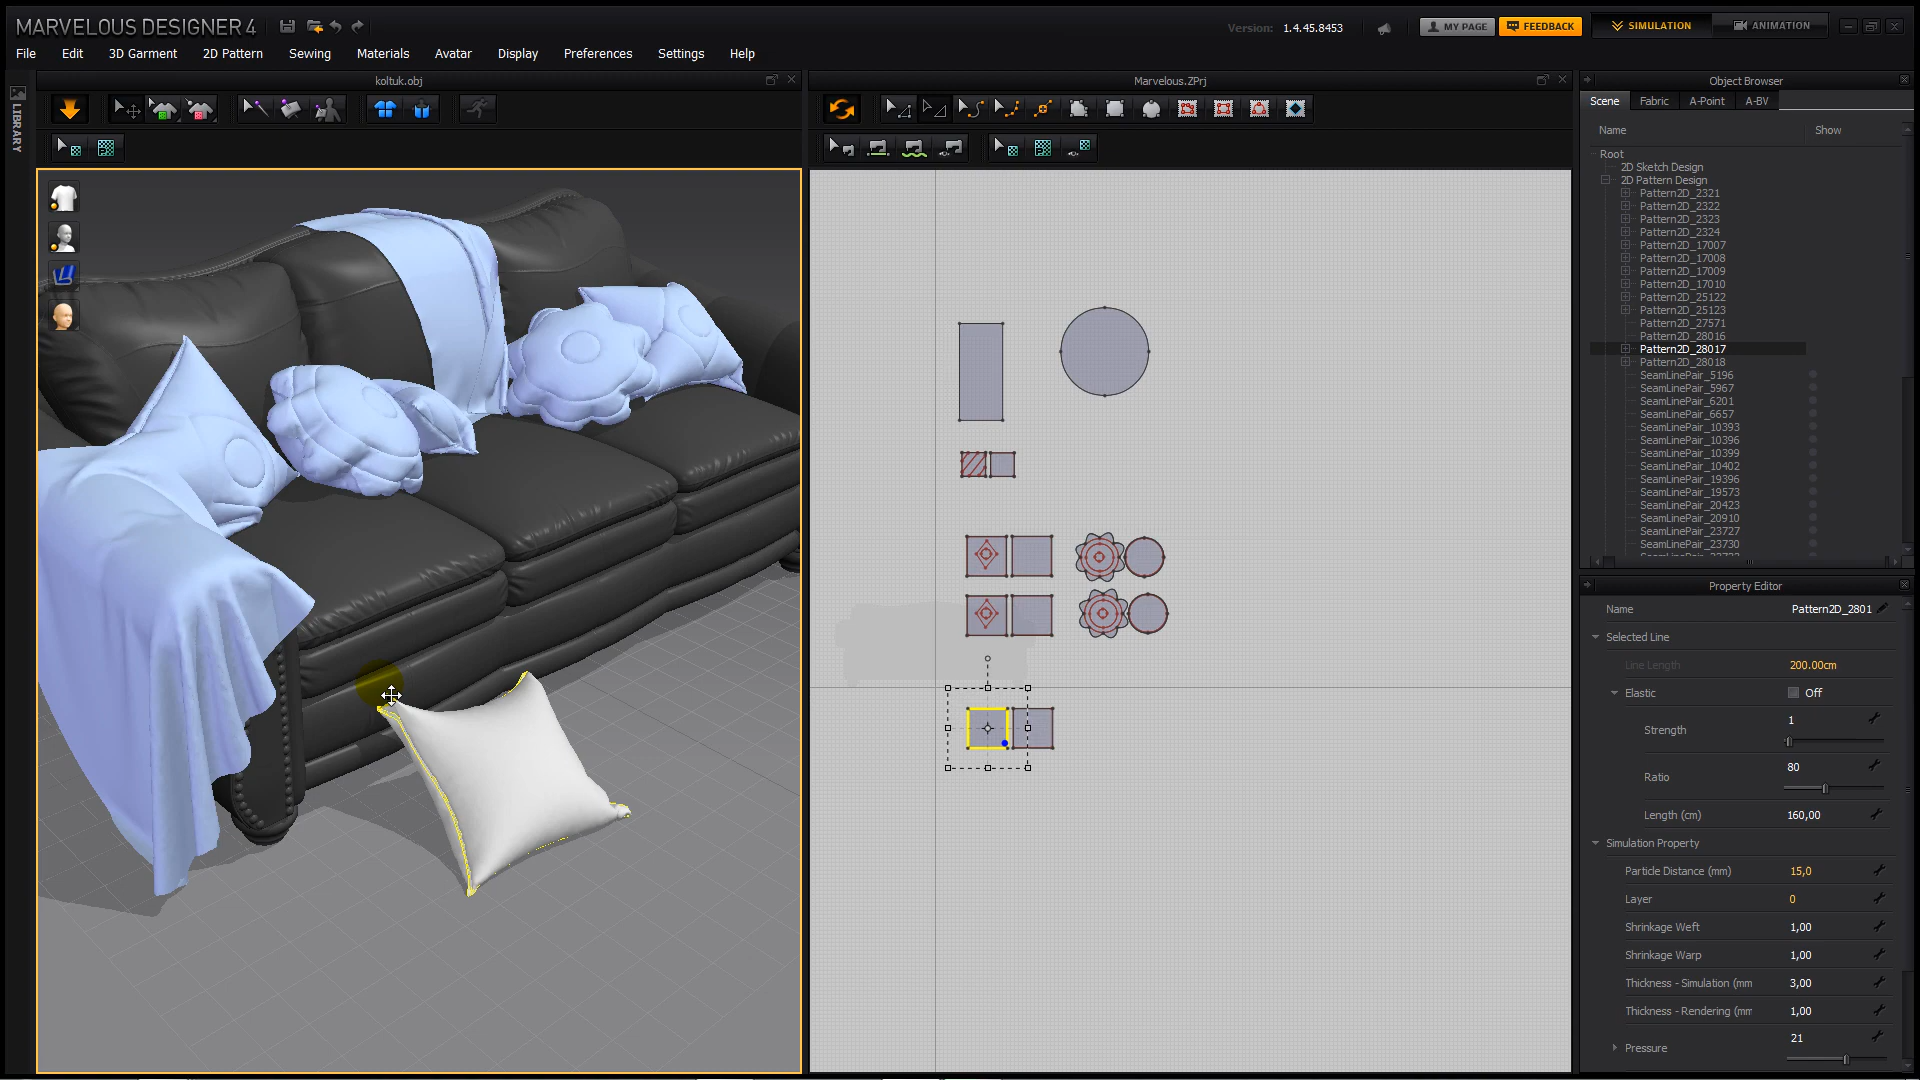 MARVELOUS DESIGNER 4
Version: 1.4.45.8453
MY PAGE
FEEDBACK
SIMULATION
ANIMATION
File Edit 3D Garment 2D Pattern Sewing Materials Avatar Display Preferences Settings Help
LIBRARY
koltuk.obj
Marvelous.ZPrj
Object Browser
Scene Fabric A-Point A-BV
Name Show
Root
2D Sketch Design
2D Pattern Design
Pattern2D_2321
Pattern2D_2322
Pattern2D_2323
Pattern2D_2324
Pattern2D_17007
Pattern2D_17008
Pattern2D_17009
Pattern2D_17010
Pattern2D_25122
Pattern2D_25123
Pattern2D_27571
Pattern2D_28016
Pattern2D_28017
Pattern2D_28018
SeamLinePair_5196
SeamLinePair_5967
SeamLinePair_6201
SeamLinePair_6657
SeamLinePair_10393
SeamLinePair_10396
SeamLinePair_10399
SeamLinePair_10402
SeamLinePair_19396
SeamLinePair_19573
SeamLinePair_20423
SeamLinePair_20910
SeamLinePair_23727
SeamLinePair_23730
Property Editor
Name Pattern2D_2801
Selected Line
Line Length 200.00cm
Elastic Off
Strength 1
Ratio 80
Length (cm) 160,00
Simulation Property
Particle Distance (mm) 15,0
Layer 0
Shrinkage Weft 1,00
Shrinkage Warp 1,00
Thickness - Simulation (mm 3,00
Thickness - Rendering (mm 1,00
Pressure 21